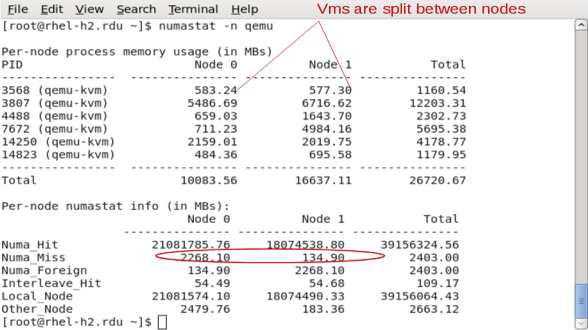 File Edit View Search Terminal Help
Vms are split between nodes
[root@rhel-h2.rdu ~]$ numastat -n qemu
Per-node process memory usage (in MBs)
PID Node 0 Node 1 Total
--------------- --------------- --------------- ---------------
3568 (qemu-kvm) 583.24 577.30 1160.54
3807 (qemu-kvm) 5486.69 6716.62 12203.31
4488 (qemu-kvm) 659.03 1643.70 2302.73
7672 (qemu-kvm) 711.23 4984.16 5695.38
14250 (qemu-kvm) 2159.01 2019.75 4178.77
14823 (qemu-kvm) 484.36 695.58 1179.95
--------------- --------------- --------------- ---------------
Total 10083.56 16637.11 26720.67
Per-node numastat info (in MBs):
Node 0 Node 1 Total
--------------- --------------- ---------------
Numa_Hit 21081785.76 18074538.80 39156324.56
Numa_Miss 2268.10 134.90 2403.00
Numa_Foreign 134.90 2268.10 2403.00
Interleave_Hit 54.49 54.68 109.17
Local_Node 21081574.10 18074490.33 39156064.43
Other_Node 2479.76 183.36 2663.12
[root@rhel-h2.rdu ~]$